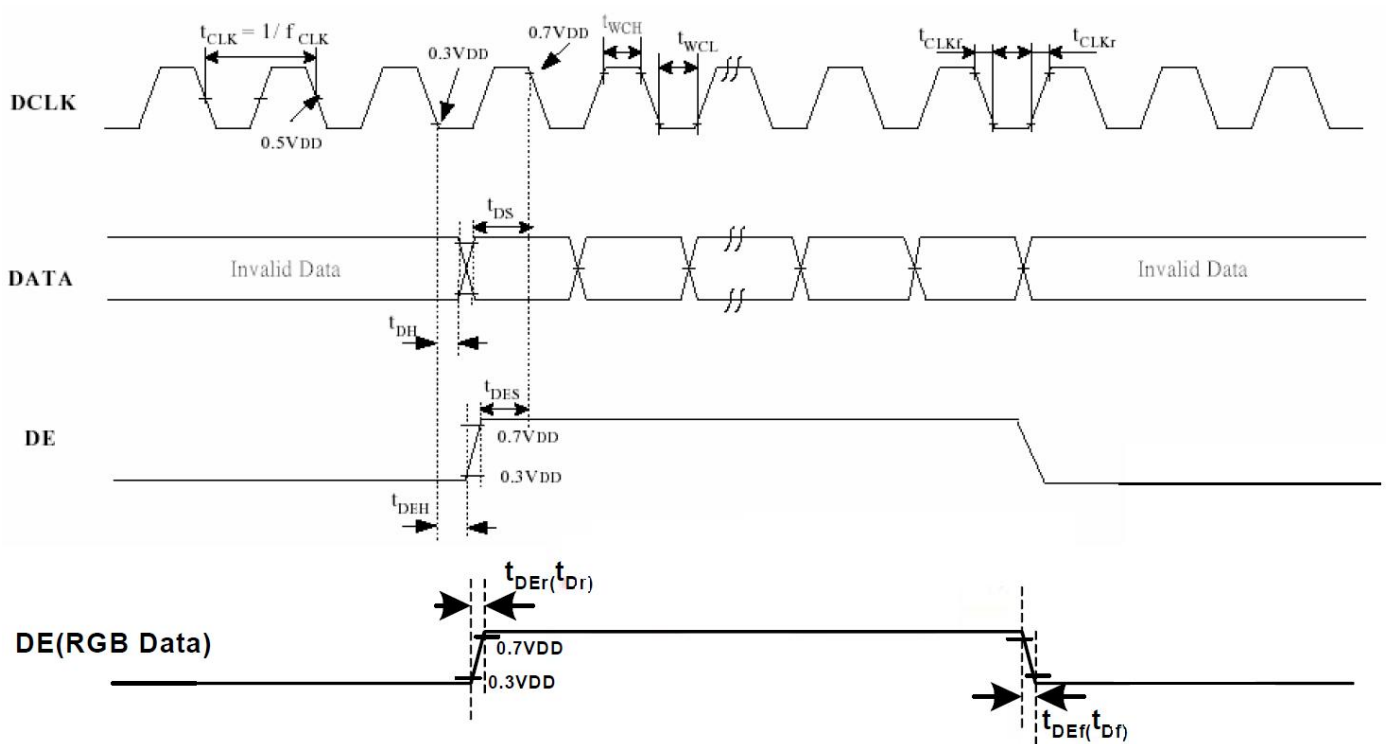 tCLK = 1/ fCLK
0.3VDD
0.7VDD
tWCH
tWCL
tCLKf
tCLKr
DCLK
0.5VDD
tDS
DATA
Invalid Data
Invalid Data
tDH
tDES
DE
0.7VDD
0.3VDD
tDEH
tDEr(tDr)
DE(RGB Data)
0.7VDD
0.3VDD
tDEf(tDf)